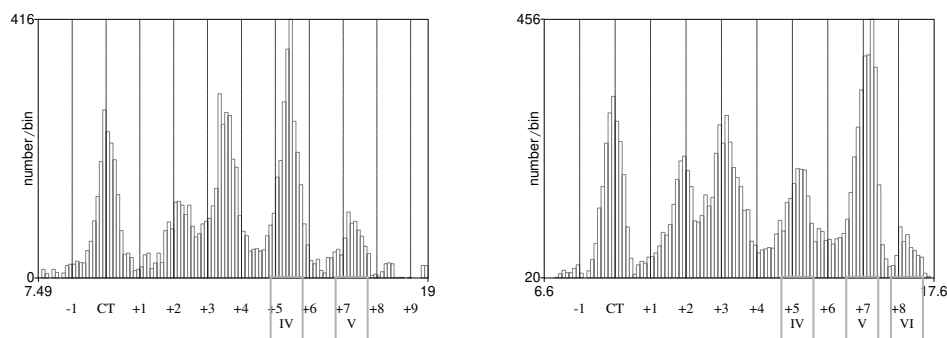 416
number/bin
0
7.49
19
-1 CT +1 +2 +3 +4 +5 +6 +7 +8 +9
IV V
456
number/bin
20
6.6
17.6
-1 CT +1 +2 +3 +4 +5 +6 +7 +8
IV V VI